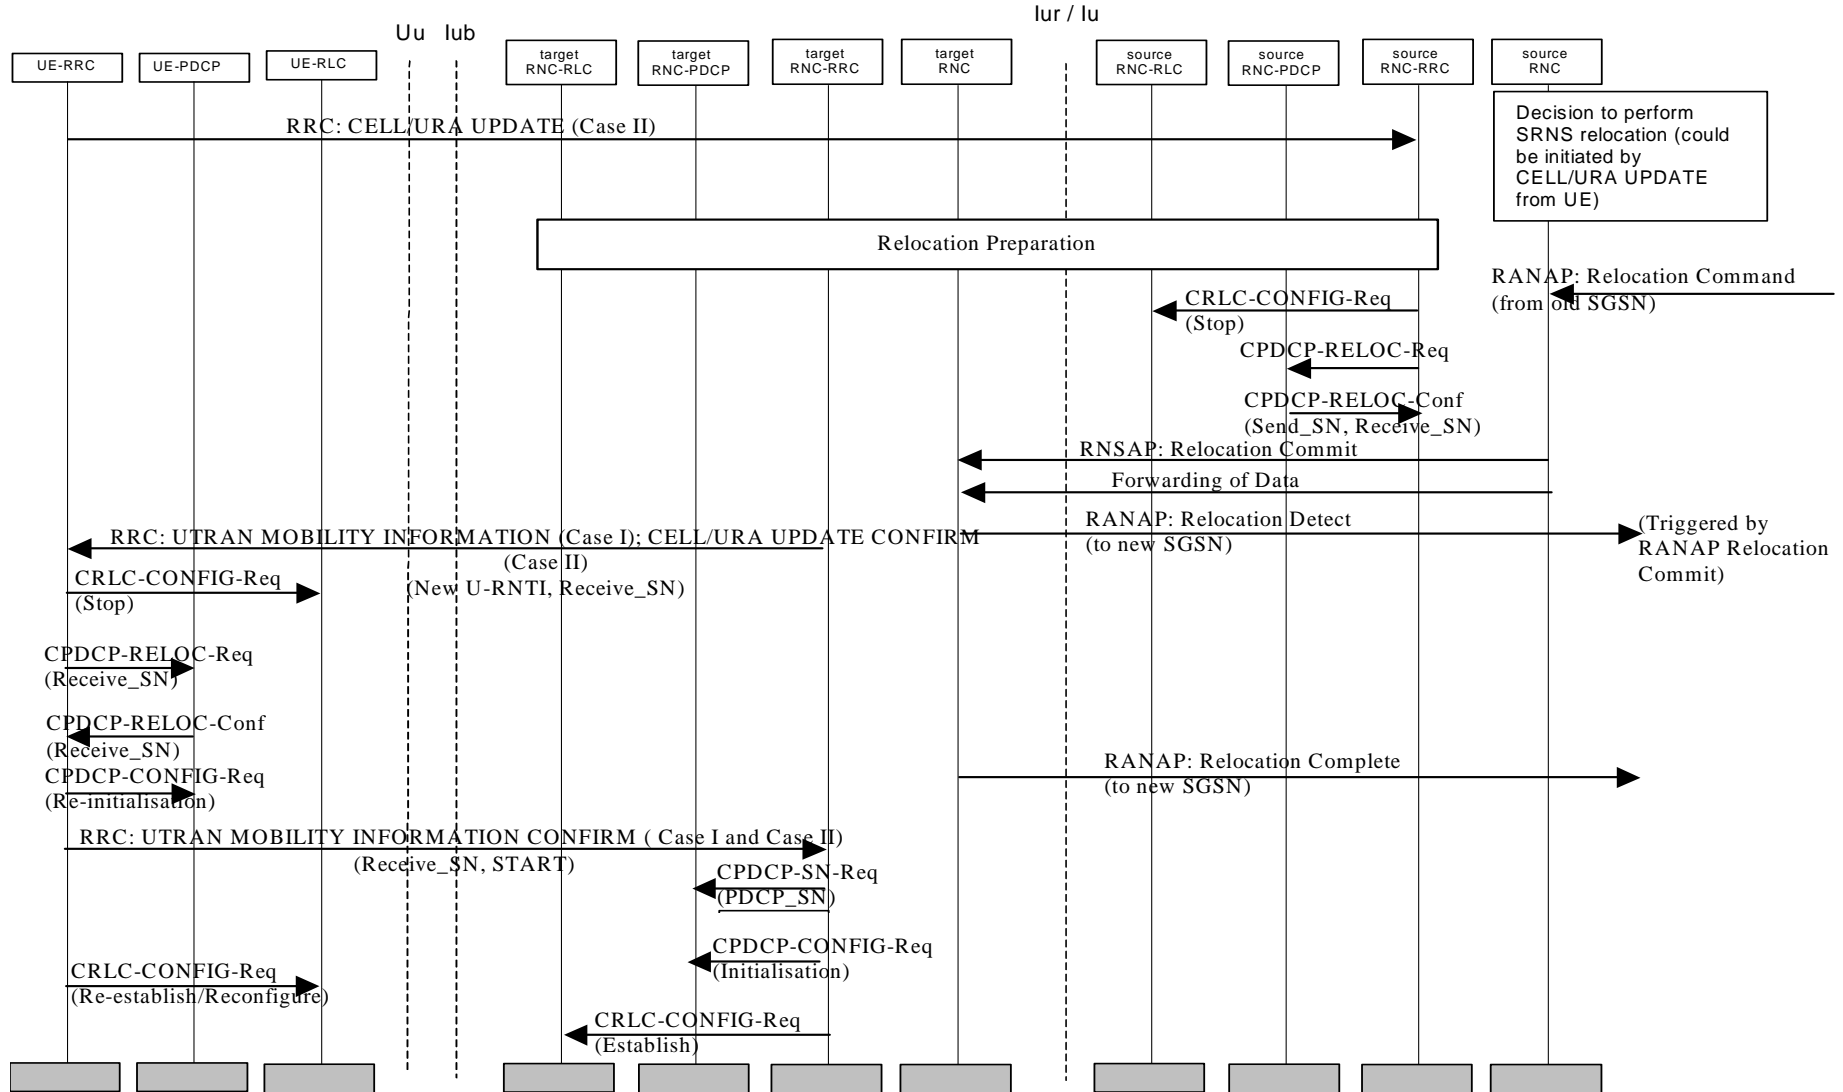 Iur / Iu
Uu Iub
UE-RRC
UE-PDCP
UE-RLC
target
RNC-RLC
target
RNC-PDCP
target
RNC-RRC
target
RNC
source
RNC-RLC
source
RNC-PDCP
source
RNC-RRC
source
RNC
Decision to perform
SRNS relocation (could
be initiated by
CELL/URA UPDATE
from UE)
RRC: CELL/URA UPDATE (Case II)
Relocation Preparation
RANAP: Relocation Command
(from old SGSN)
CRLC-CONFIG-Req
(Stop)
CPDCP-RELOC-Req
CPDCP-RELOC-Conf
(Send_SN, Receive_SN)
RNSAP: Relocation Commit
Forwarding of Data
RANAP: Relocation Detect
(to new SGSN)
(Triggered by
RANAP Relocation
Commit)
RRC: UTRAN MOBILITY INFORMATION (Case I); CELL/URA UPDATE CONFIRM
(Case II)
(New U-RNTI, Receive_SN)
CRLC-CONFIG-Req
(Stop)
CPDCP-RELOC-Req
(Receive_SN)
CPDCP-RELOC-Conf
(Receive_SN)
CPDCP-CONFIG-Req
(Re-initialisation)
RANAP: Relocation Complete
(to new SGSN)
RRC: UTRAN MOBILITY INFORMATION CONFIRM ( Case I and Case II)
(Receive_SN, START)
CPDCP-SN-Req
(PDCP_SN)
CPDCP-CONFIG-Req
(Initialisation)
CRLC-CONFIG-Req
(Re-establish/Reconfigure)
CRLC-CONFIG-Req
(Establish)